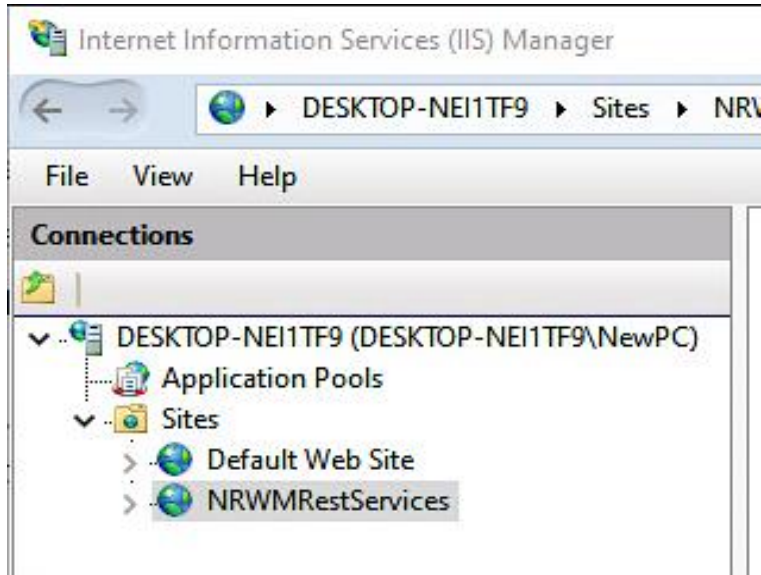 Internet Information Services (IIS) Manager
DESKTOP-NEI1TF9 Sites NRW
File View Help
Connections
DESKTOP-NEI1TF9 (DESKTOP-NEI1TF9\NewPC)
Application Pools
Sites
Default Web Site
NRWMRestServices